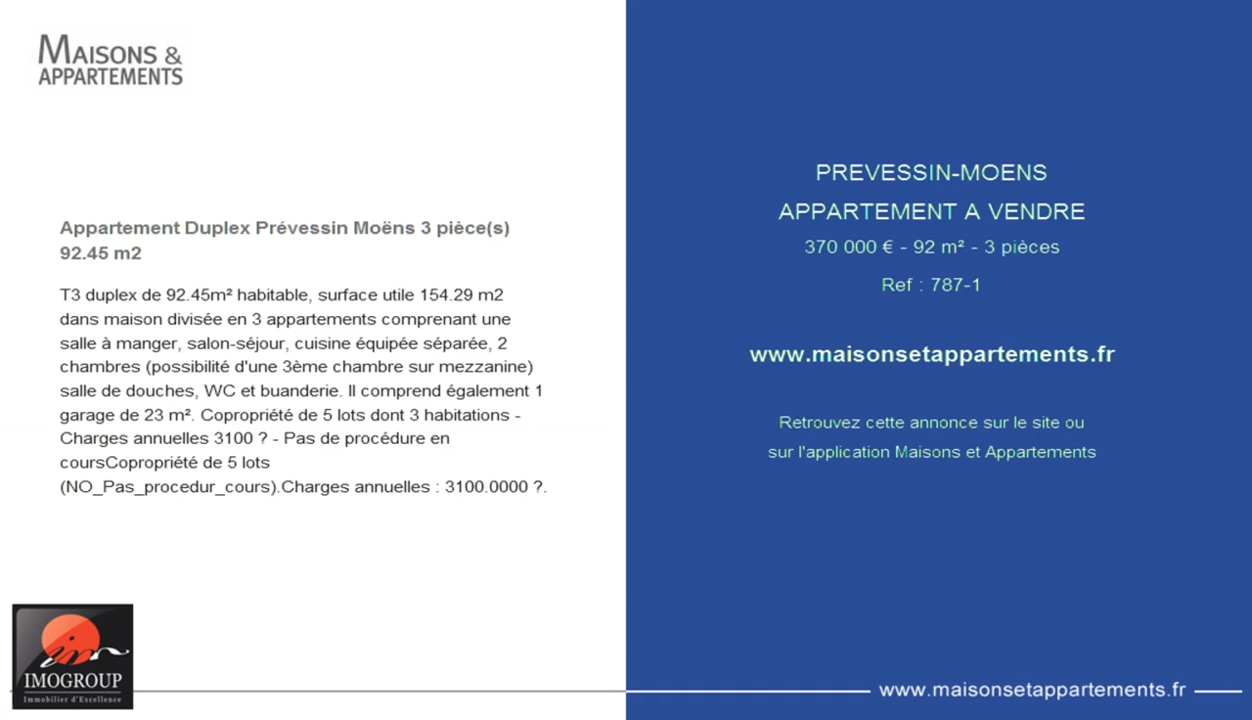 MAISONS &
APPARTEMENTS
Appartement Duplex Prévessin Moëns 3 pièce(s)
92.45 m2
T3 duplex de 92.45m² habitable, surface utile 154.29 m2
dans maison divisée en 3 appartements comprenant une
salle à manger, salon-séjour, cuisine équipée séparée, 2
chambres (possibilité d'une 3ème chambre sur mezzanine)
salle de douches, WC et buanderie. Il comprend également 1
garage de 23 m². Copropriété de 5 lots dont 3 habitations -
Charges annuelles 3100 ? - Pas de procédure en
coursCopropriété de 5 lots
(NO_Pas_procedur_cours).Charges annuelles : 3100.0000 ?.
im
IMOGROUP
Immobilier d'Excellence
PREVESSIN-MOENS
APPARTEMENT A VENDRE
370 000 € - 92 m² - 3 pièces
Ref : 787-1
www.maisonsetappartements.fr
Retrouvez cette annonce sur le site ou
sur l'application Maisons et Appartements
www.maisonsetappartements.fr